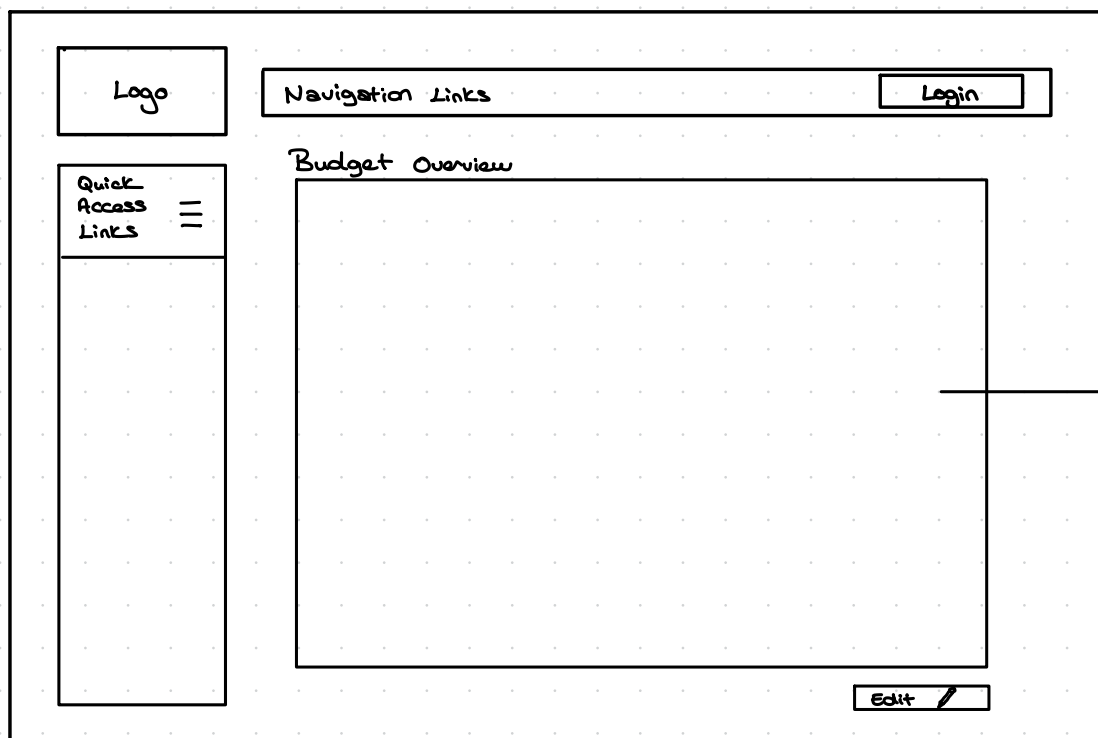 Logo
Navigation Links
Login
Budget Overview
Quick
Access
Links
Edit